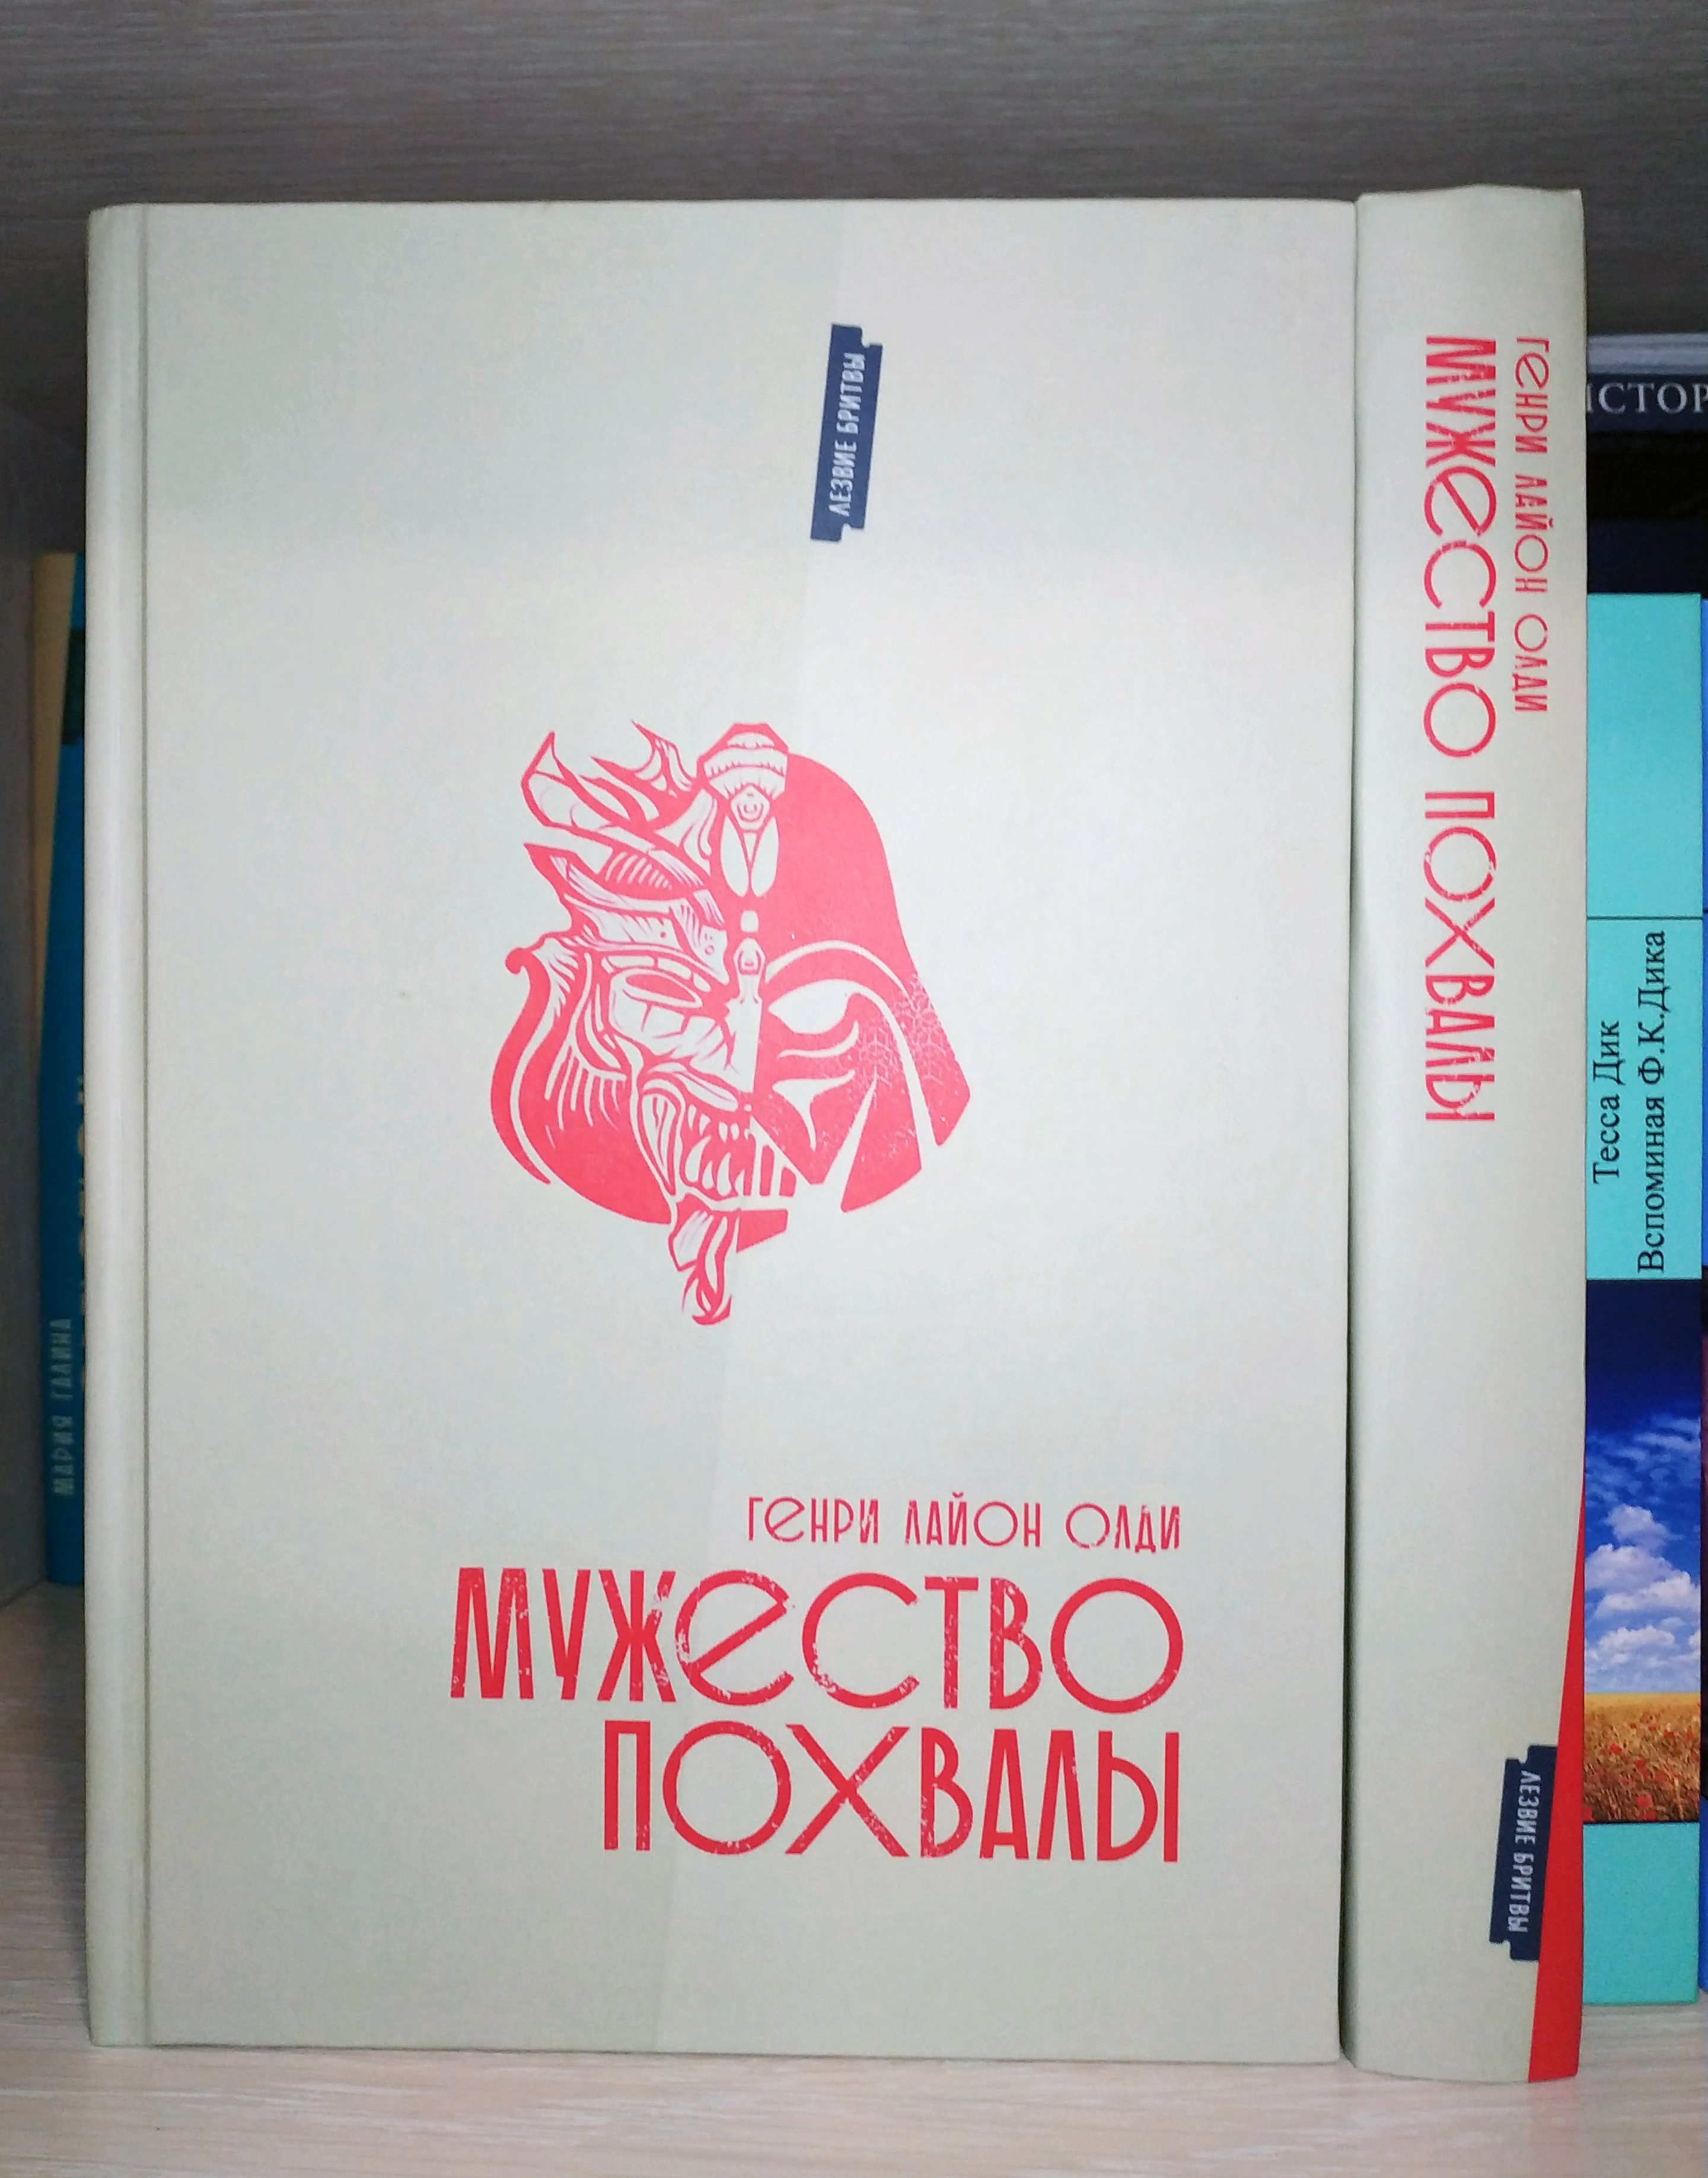 ЛЕЗВИЕ БРИТВЫ
ГЕНРИ ЛАЙОН ОЛДИ
МУЖЕСТВО
ПОХВАЛЫ
ГЕНРИ ЛАЙОН ОЛДИ
МУЖЕСТВО ПОХВАЛЫ
ЛЕЗВИЕ БРИТВЫ
МАРИЯ ГАЛИНА
ИСТОР
Тесса Дик
Вспоминая Ф.К.Дика